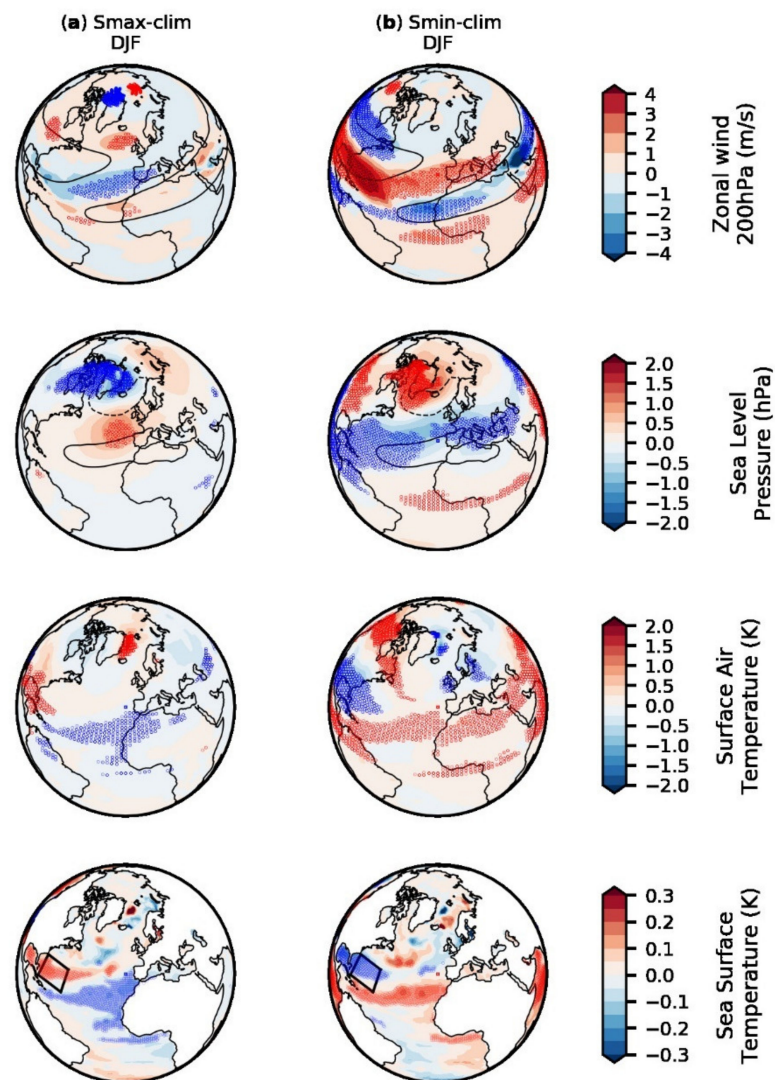 (a) Smax-clim
DJF
(b) Smin-clim
DJF
4
3
2
1
0
−1
−2
−3
−4
Zonal wind
200hPa (m/s)
2.0
1.5
1.0
0.5
0.0
−0.5
−1.0
−1.5
−2.0
Sea Level
Pressure (hPa)
2.0
1.5
1.0
0.5
0.0
−0.5
−1.0
−1.5
−2.0
Surface Air
Temperature (K)
0.3
0.2
0.1
0.0
−0.1
−0.2
−0.3
Sea Surface
Temperature (K)